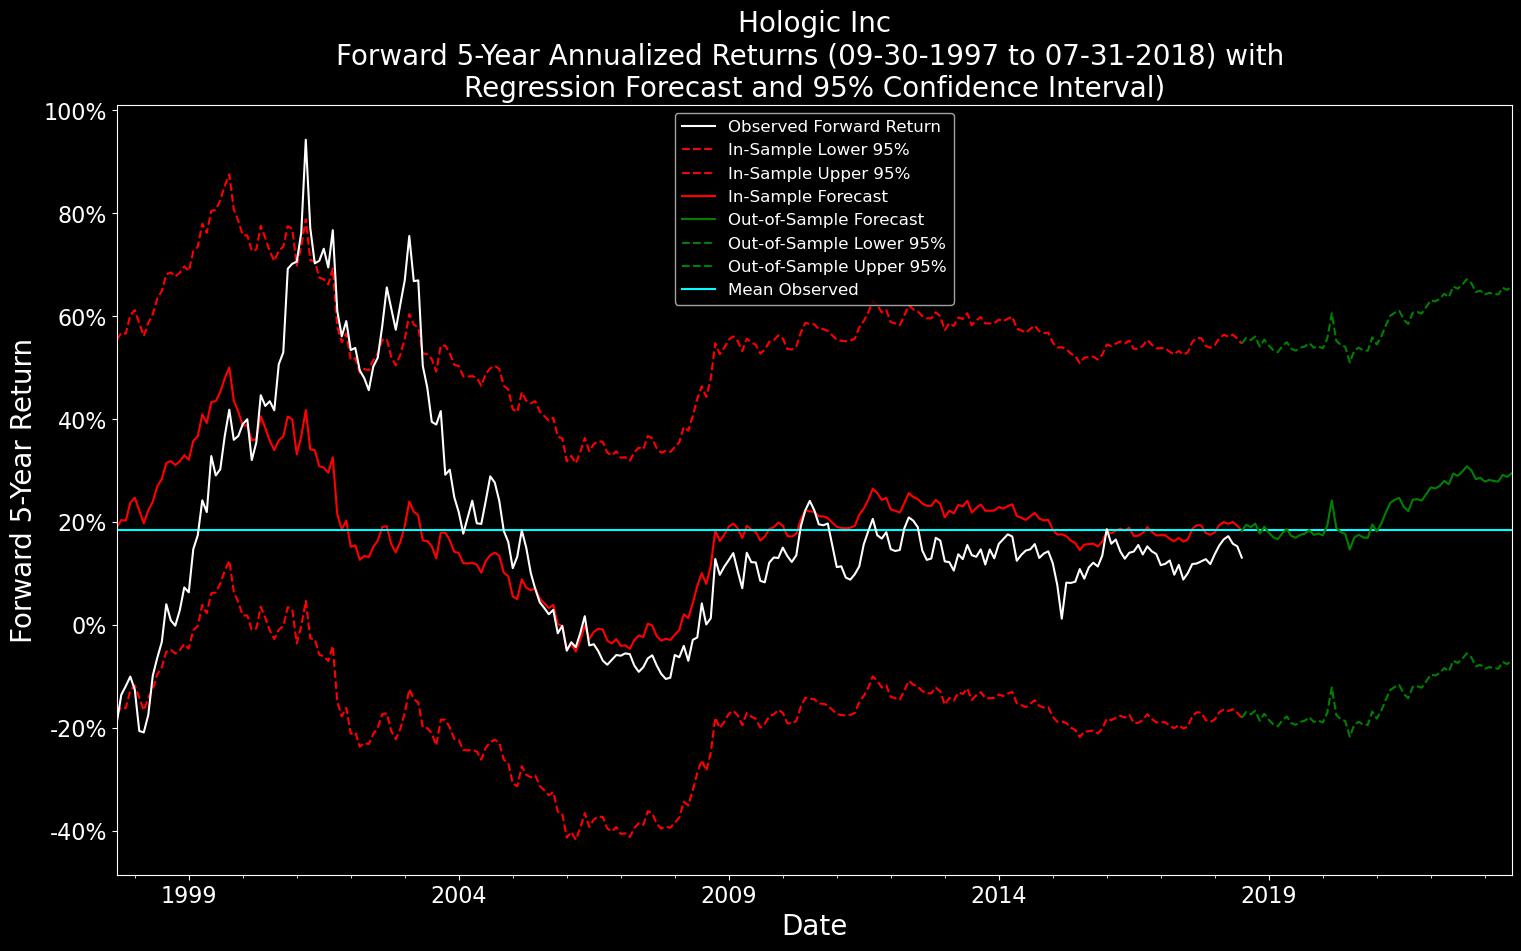 Hologic Inc
Forward 5-Year Annualized Returns (09-30-1997 to 07-31-2018) with
Regression Forecast and 95% Confidence Interval)
100%
80%
60%
40%
20%
0%
-20%
-40%
Forward 5-Year Return
Observed Forward Return
In-Sample Lower 95%
In-Sample Upper 95%
In-Sample Forecast
Out-of-Sample Forecast
Out-of-Sample Lower 95%
Out-of-Sample Upper 95%
Mean Observed
1999
2004
2009
2014
2019
Date